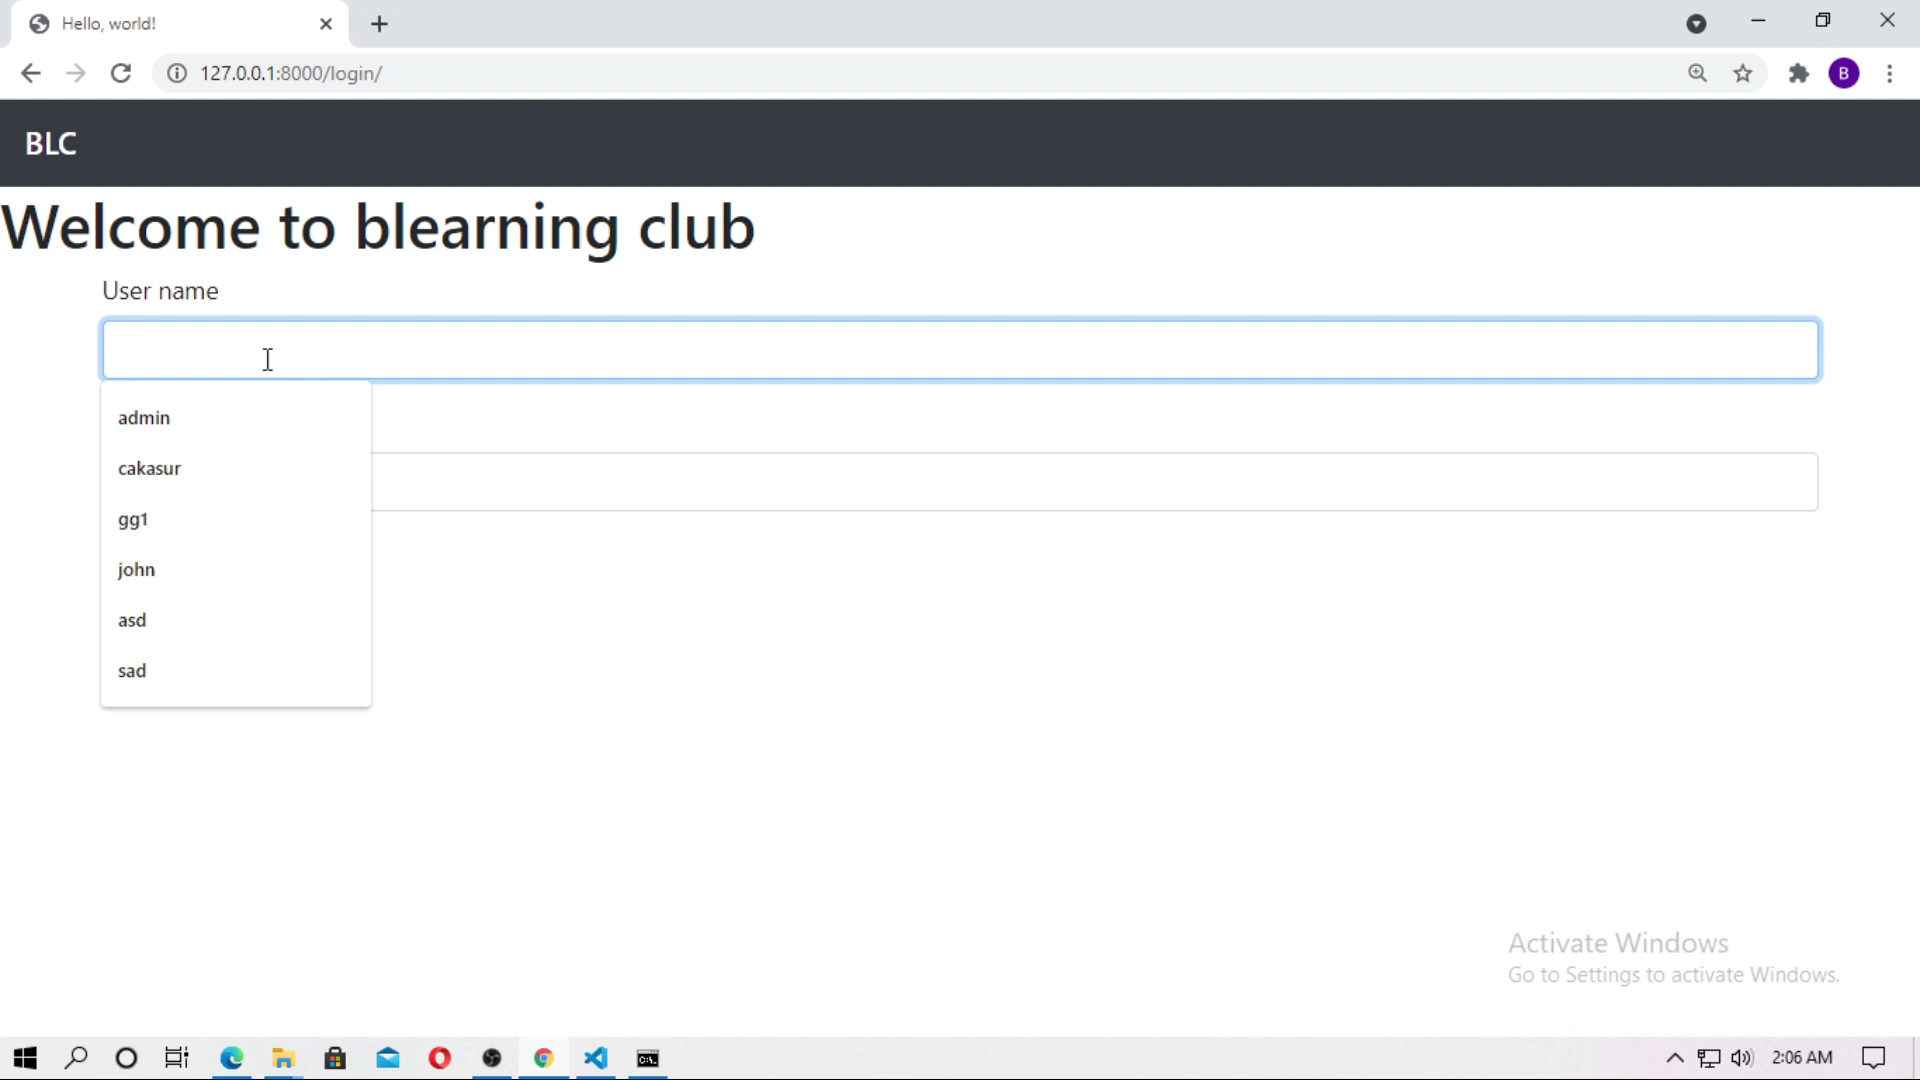 Hello, world!
127.0.0.1:8000/login/
B
BLC
Welcome to blearning club
User name
admin
cakasur
gg1
john
asd
sad
Activate Windows
Go to Settings to activate Windows.
C:\.
2:06 AM